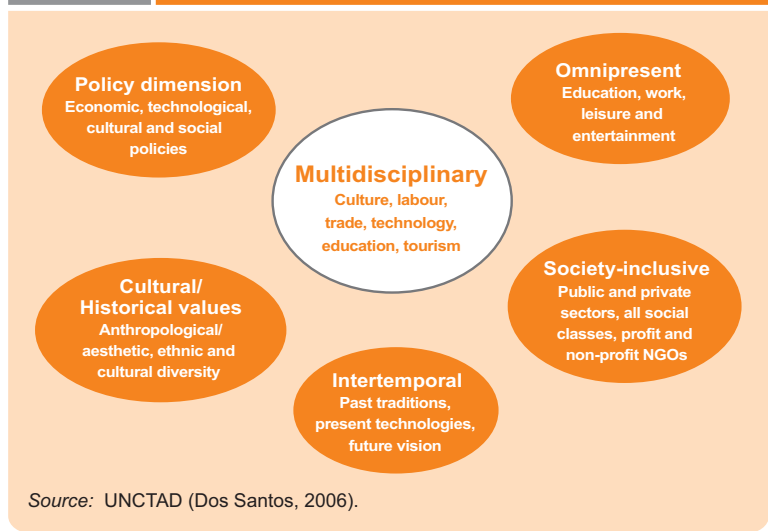 Policy dimension
Economic, technological,
cultural and social
policies
Omnipresent
Education, work,
leisure and
entertainment
Multidisciplinary
Culture, labour,
trade, technology,
education, tourism
Cultural/
Historical values
Anthropological/
aesthetic, ethnic and
cultural diversity
Society-inclusive
Public and private
sectors, all social
classes, profit and
non-profit NGOs
Intertemporal
Past traditions,
present technologies,
future vision
Source: UNCTAD (Dos Santos, 2006).